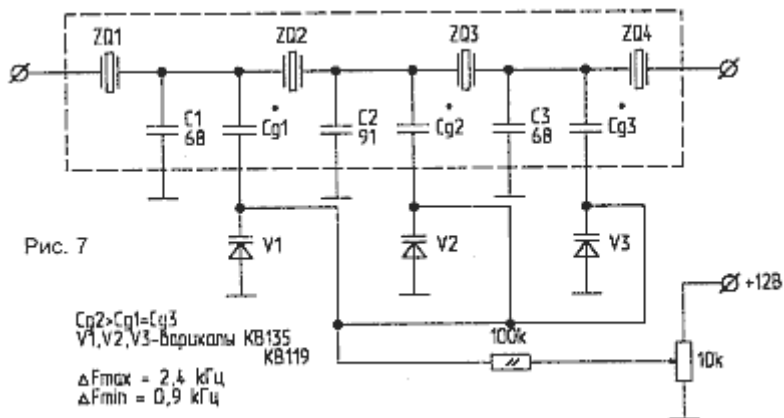 ZQ1 ZQ2 ZQ3 ZQ4
C1
68
Cg1
C2
91
Cg2
C3
68
Cg3
V1 V2 V3
Рис. 7
+12В
100k
10k
Cg2>Cg1=Cg3
V1,V2,V3-Варикапы КВ135
КВ119
ΔFmax = 2,4 кГц
ΔFmin = 0,9 кГц